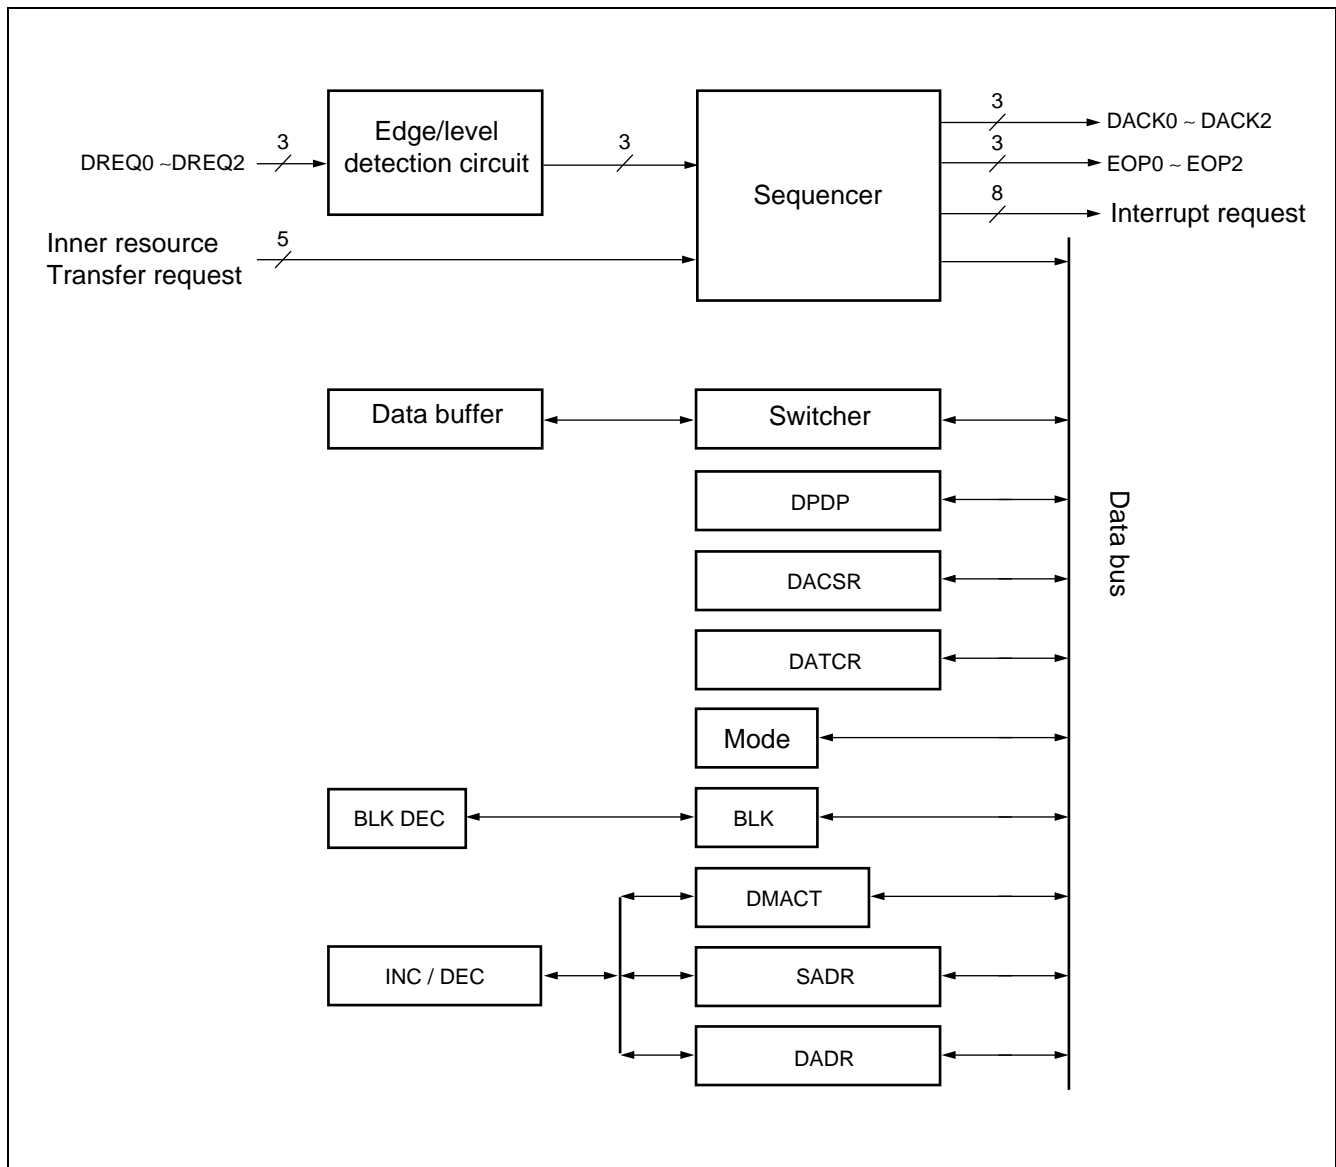 3
DACK0 ~ DACK2
Edge/level
detection circuit
DREQ0 ~DREQ2
3
3
Sequencer
3
EOP0 ~ EOP2
8
Interrupt request
Inner resource
Transfer request
5
Data buffer
Switcher
DPDP
Data bus
DACSR
DATCR
Mode
BLK DEC
BLK
DMACT
INC / DEC
SADR
DADR